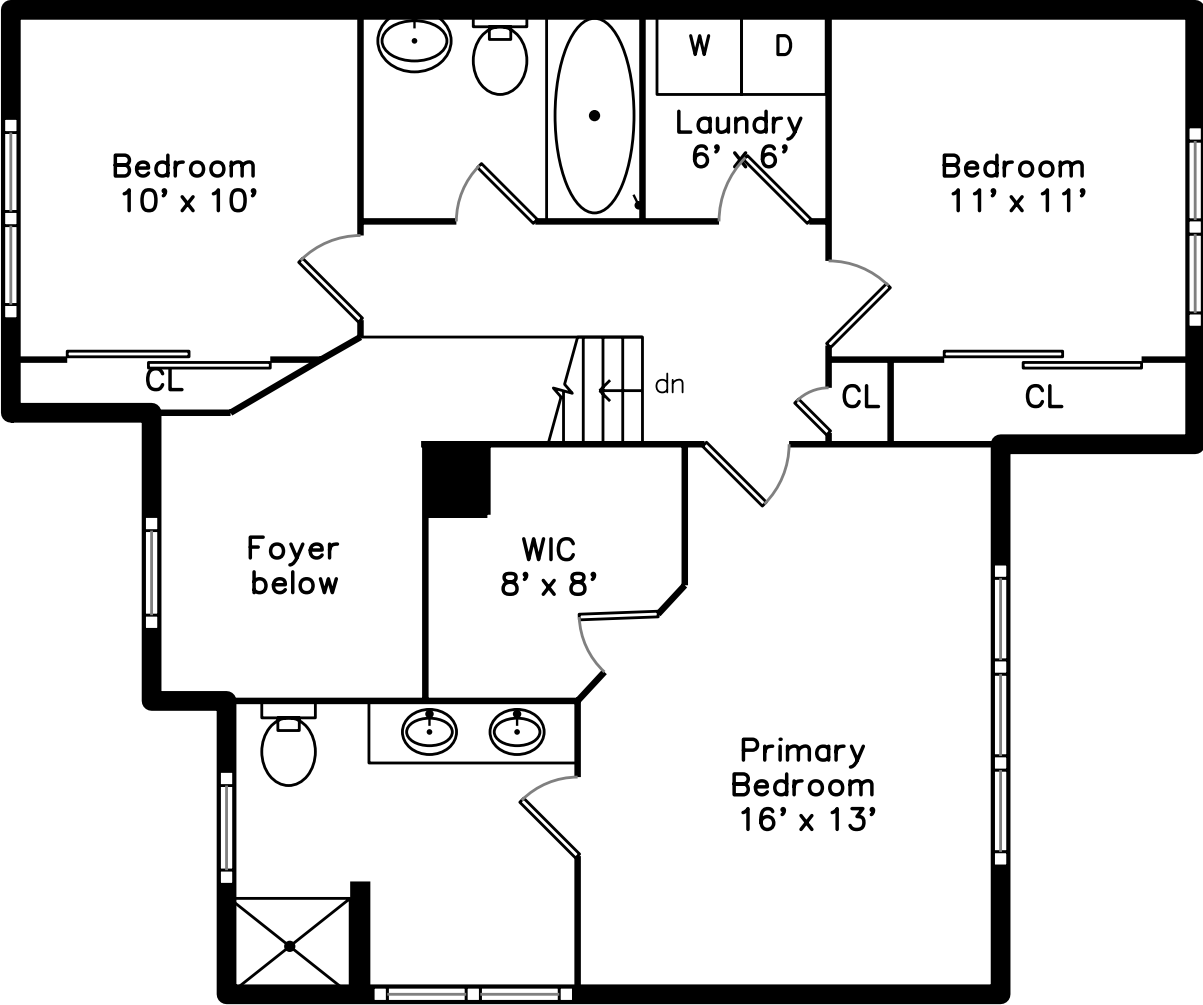 W
D
Laundry
6' x 6'
Bedroom
10' x 10'
Bedroom
11' x 11'
CL
dn
CL
CL
Foyer
below
WIC
8' x 8'
Primary
Bedroom
16' x 13'